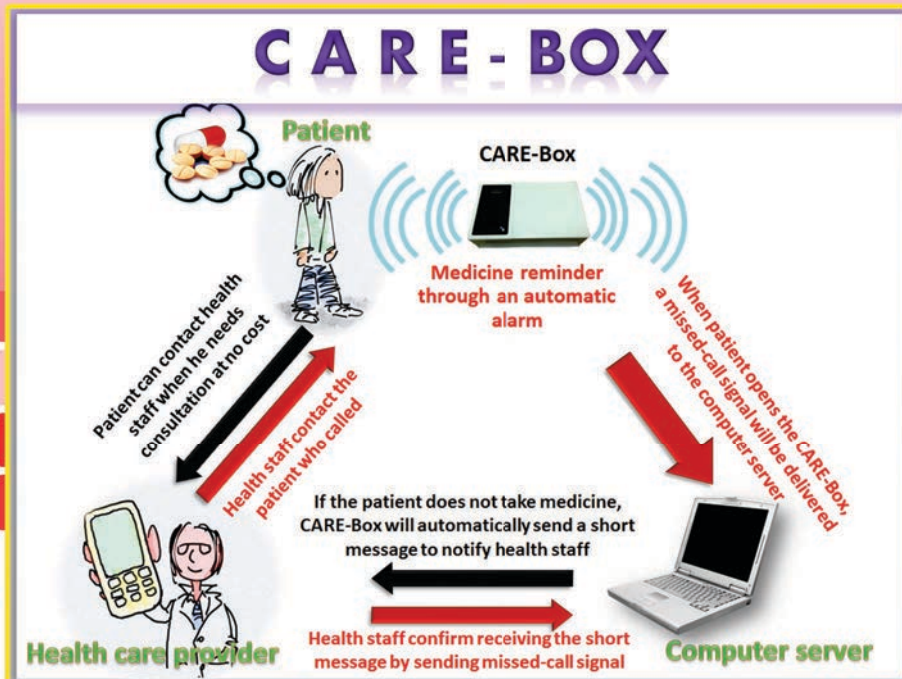 CARE-BOX
Patient
CARE-Box
Medicine reminder
through an automatic
alarm
When patient opens the CARE-Box,
a missed-call signal will be delivered
to the computer server
Patient can contact health
staff when he needs
consultation at no cost
Health staff contact the
patient who called
If the patient does not take medicine,
CARE-Box will automatically send a short
message to notify health staff
Health staff confirm receiving the short
message by sending missed-call signal
Health care provider
Computer server